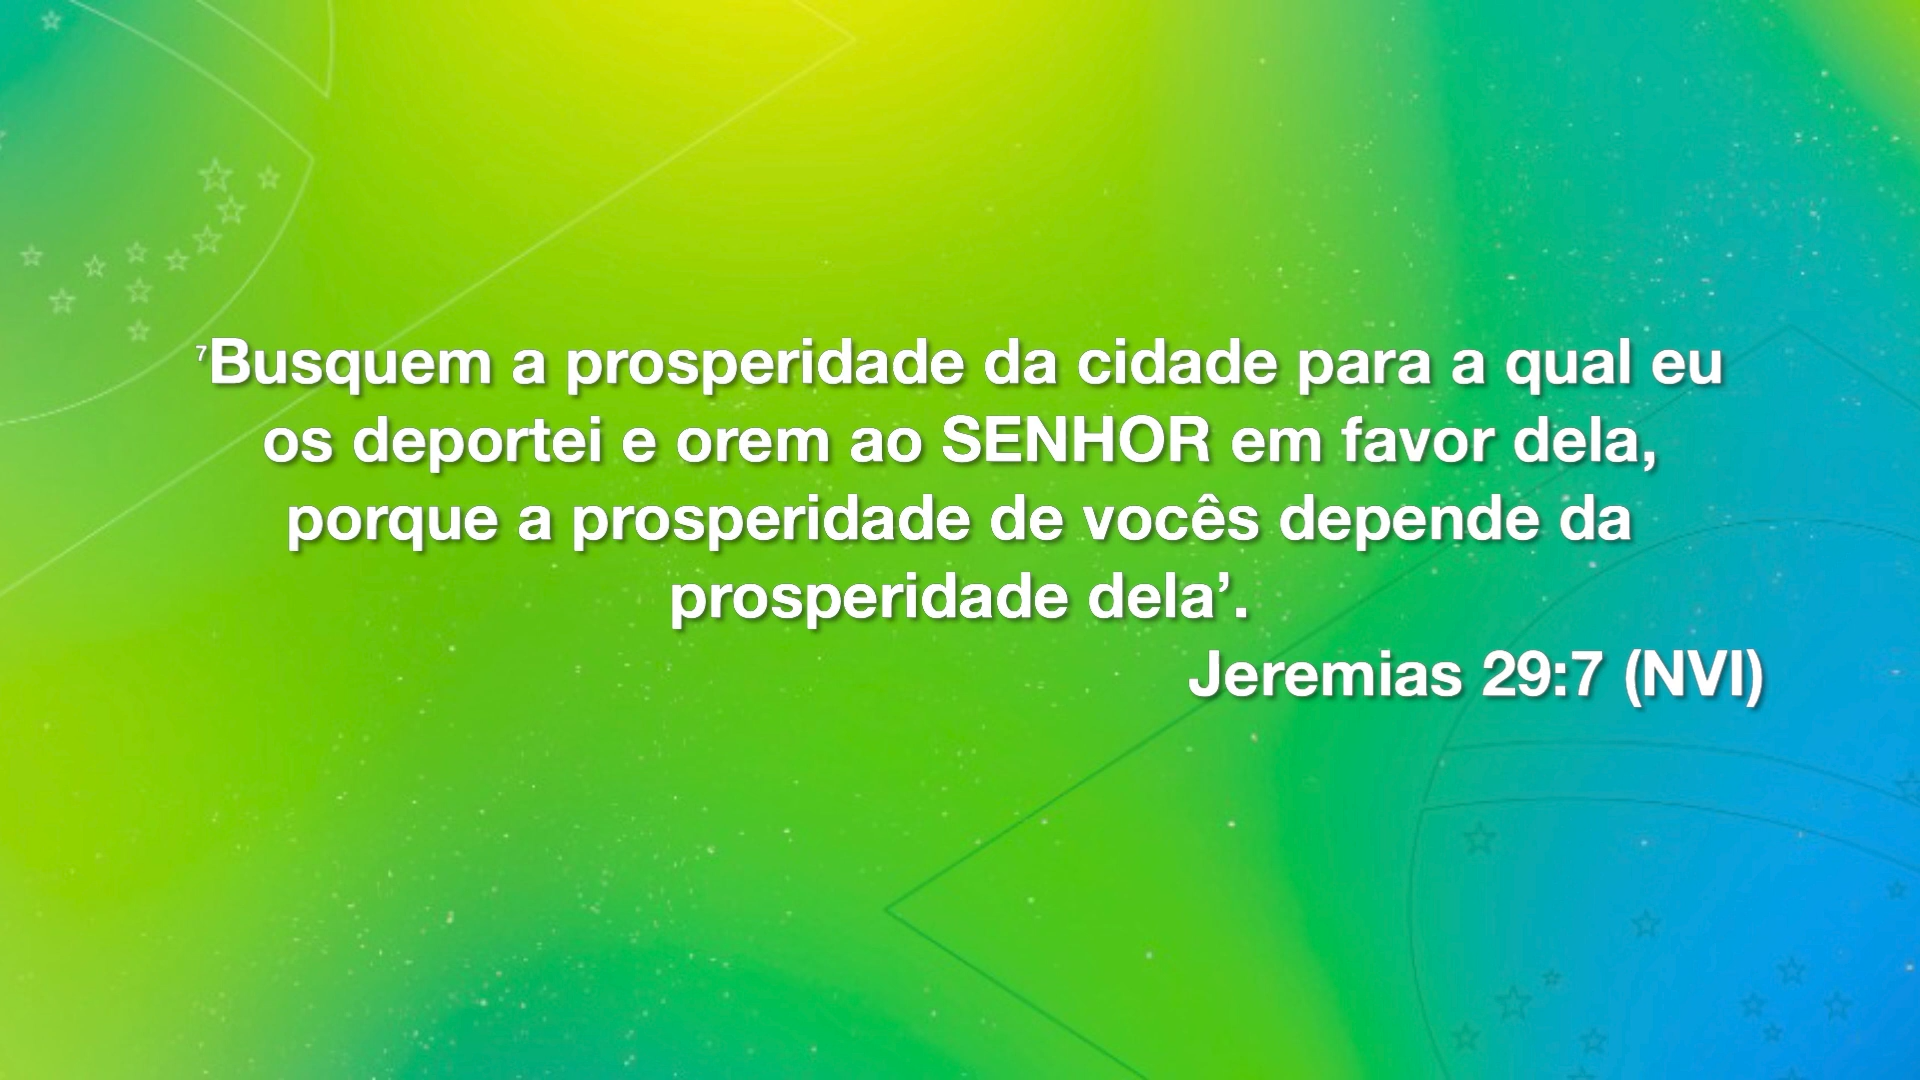 ⁷Busquem a prosperidade da cidade para a qual eu
os deportei e orem ao SENHOR em favor dela,
porque a prosperidade de vocês depende da
prosperidade dela’.
Jeremias 29:7 (NVI)